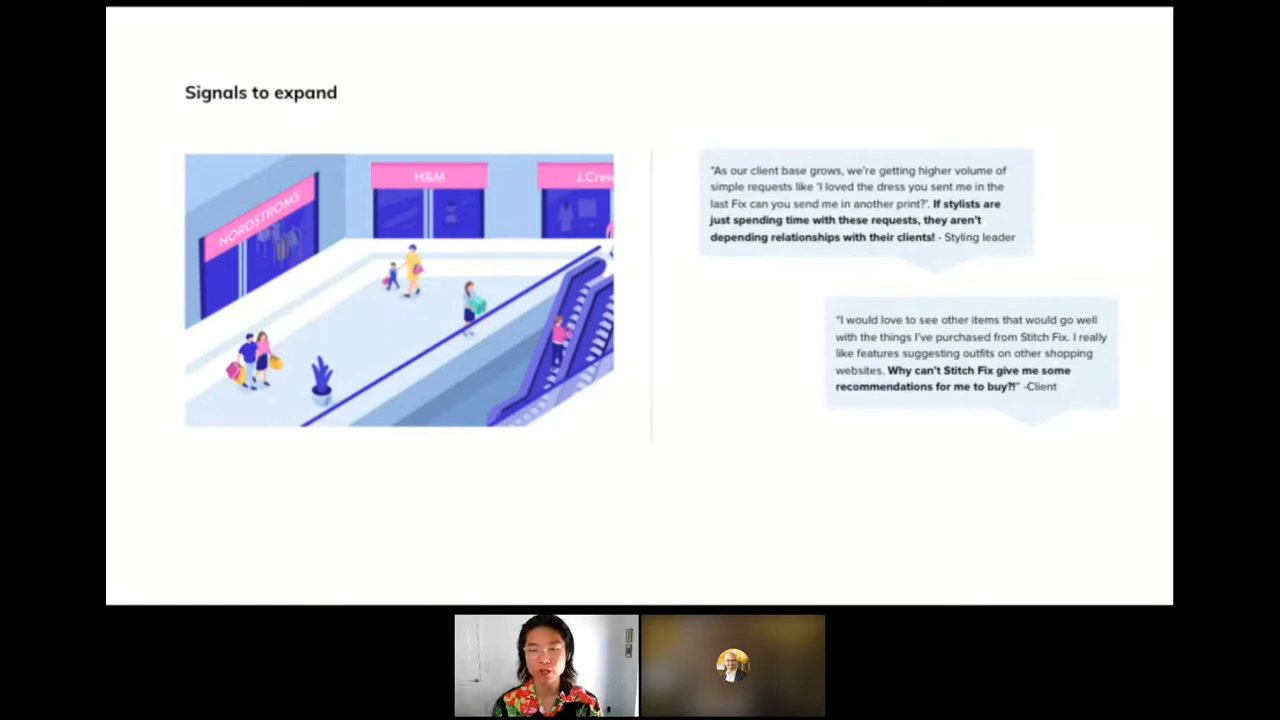 Signals to expand
NORDSTROMS
H&M
J.Crew
"As our client base grows, we're getting higher volume of
simple requests like 'I loved the dress you sent me in the
last Fix can you send me in another print?'. If stylists are
just spending time with these requests, they aren't
depending relationships with their clients! - Styling leader
"I would love to see other items that would go well
with the things I've purchased from Stitch Fix. I really
like features suggesting outfits on other shopping
websites. Why can't Stitch Fix give me some
recommendations for me to buy?!" -Client